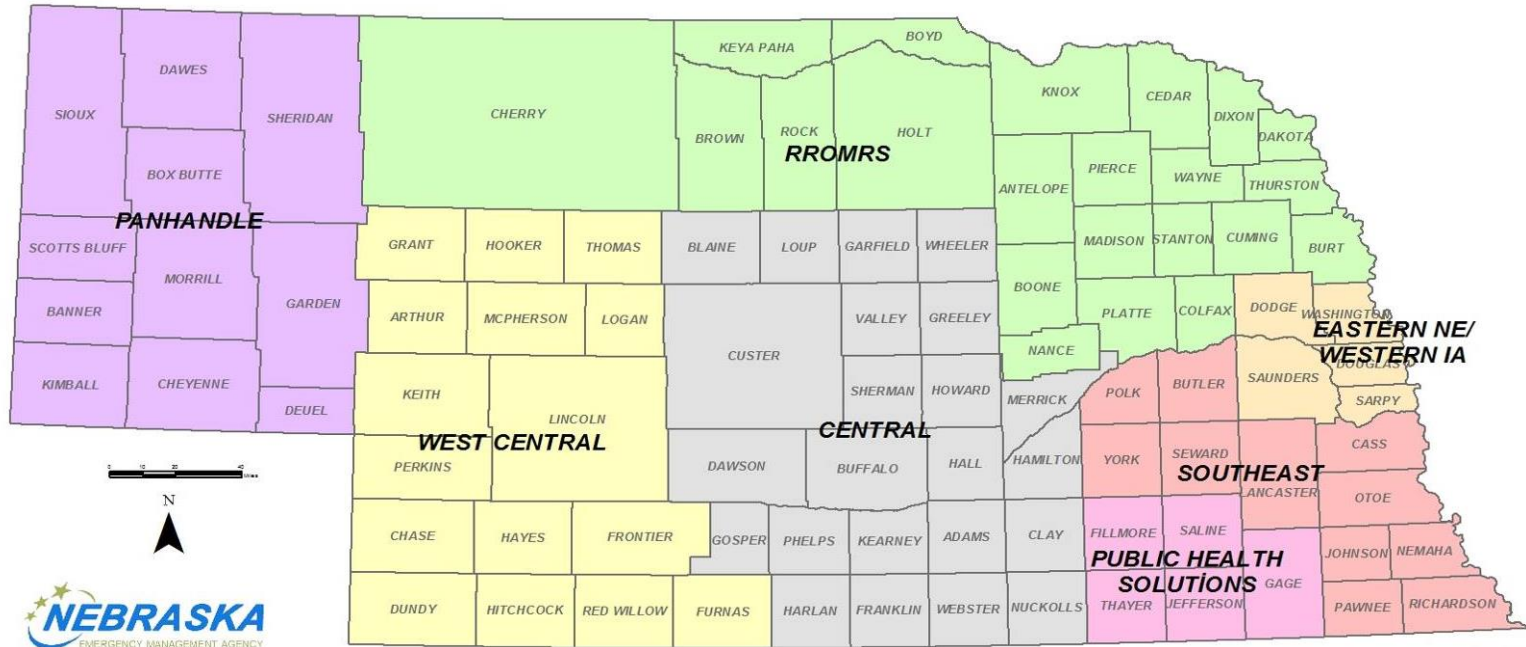 KEYA PAHA
BOYD
DAWES
SIOUX
SHERIDAN
CHERRY
BROWN
ROCK
HOLT
KNOX
CEDAR
DIXON
DAKOTA
RROMRS
BOX BUTTE
ANTELOPE
PIERCE
WAYNE
THURSTON
PANHANDLE
SCOTTS BLUFF
MORRILL
GRANT
HOOKER
THOMAS
BLAINE
LOUP
GARFIELD
WHEELER
MADISON
STANTON
CUMING
BURT
BANNER
GARDEN
ARTHUR
MCPHERSON
LOGAN
CUSTER
VALLEY
GREELEY
BOONE
PLATTE
COLFAX
DODGE
WASHINGTON
EASTERN NE/
WESTERN IA
NANCE
DOUGLAS
KIMBALL
CHEYENNE
DEUEL
KEITH
LINCOLN
SHERMAN
HOWARD
MERRICK
POLK
BUTLER
SAUNDERS
SARPY
WEST CENTRAL
CENTRAL
PERKINS
DAWSON
BUFFALO
HALL
HAMILTON
YORK
SEWARD
CASS
SOUTHEAST
LANCASTER
OTOE
N
CHASE
HAYES
FRONTIER
GOSPER
PHELPS
KEARNEY
ADAMS
CLAY
FILLMORE
SALINE
JOHNSON
NEMAHA
PUBLIC HEALTH
SOLUTIONS
GAGE
DUNDY
HITCHCOCK
RED WILLOW
FURNAS
HARLAN
FRANKLIN
WEBSTER
NUCKOLLS
THAYER
JEFFERSON
PAWNEE
RICHARDSON
NEBRASKA
EMERGENCY MANAGEMENT AGENCY